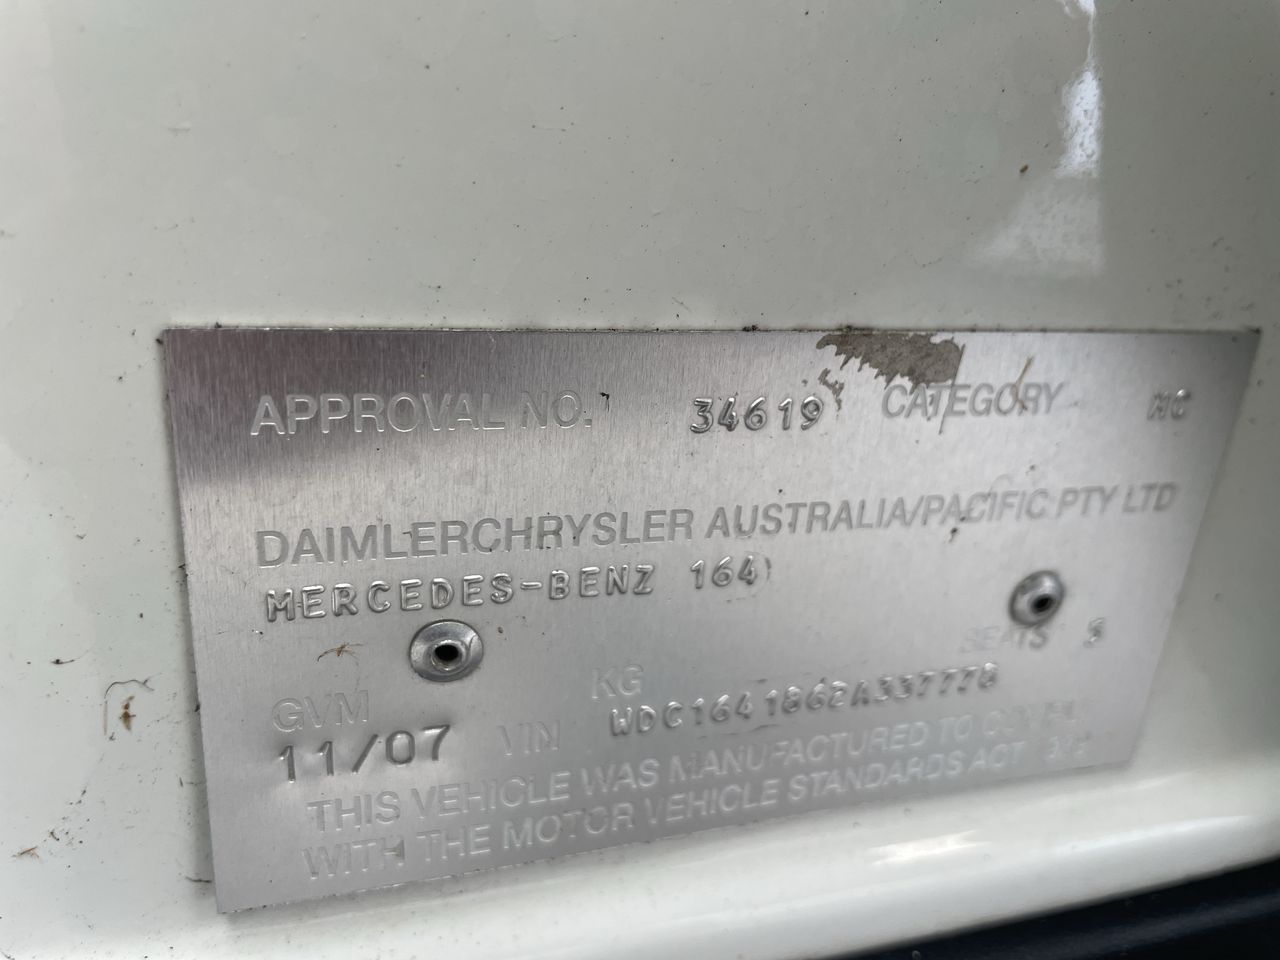 APPROVAL NO. 34619 CATEGORY MC
DAIMLERCHRYSLER AUSTRALIA/PACIFIC PTY LTD
MERCEDES-BENZ 164
SEATS 5
GVM KG
11/07 VIN WDC1641862A337778
THIS VEHICLE WAS MANUFACTURED TO COMPLY
WITH THE MOTOR VEHICLE STANDARDS ACT